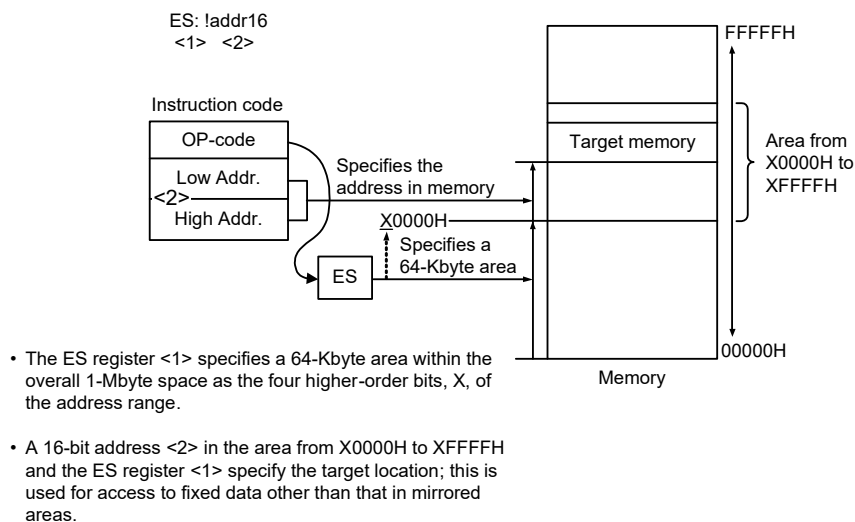 ES: !addr16
<1> <2>
FFFFFH
Instruction code
OP-code
Low Addr.
<2>
High Addr.
Specifies the
address in memory
Target memory
Area from
X0000H to
XFFFFH
X0000H
Specifies a
64-Kbyte area
ES
00000H
Memory
• The ES register <1> specifies a 64-Kbyte area within the
overall 1-Mbyte space as the four higher-order bits, X, of
the address range.
• A 16-bit address <2> in the area from X0000H to XFFFFH
and the ES register <1> specify the target location; this is
used for access to fixed data other than that in mirrored
areas.